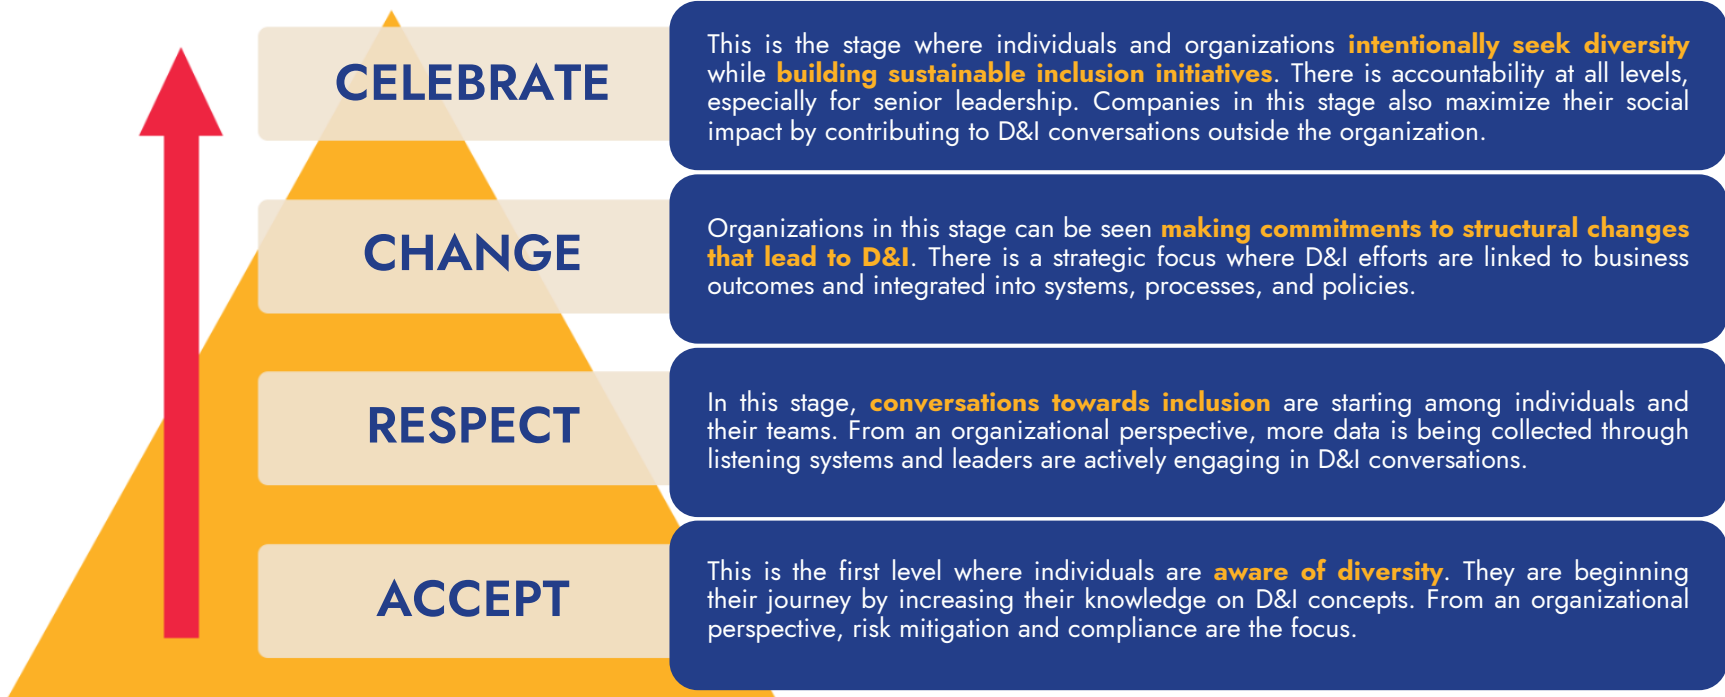 CELEBRATE
This is the stage where individuals and organizations intentionally seek diversity
while building sustainable inclusion initiatives. There is accountability at all levels,
especially for senior leadership. Companies in this stage also maximize their social
impact by contributing to D&I conversations outside the organization.
CHANGE
Organizations in this stage can be seen making commitments to structural changes
that lead to D&I. There is a strategic focus where D&I efforts are linked to business
outcomes and integrated into systems, processes, and policies.
RESPECT
In this stage, conversations towards inclusion are starting among individuals and
their teams. From an organizational perspective, more data is being collected through
listening systems and leaders are actively engaging in D&I conversations.
ACCEPT
This is the first level where individuals are aware of diversity. They are beginning
their journey by increasing their knowledge on D&I concepts. From an organizational
perspective, risk mitigation and compliance are the focus.